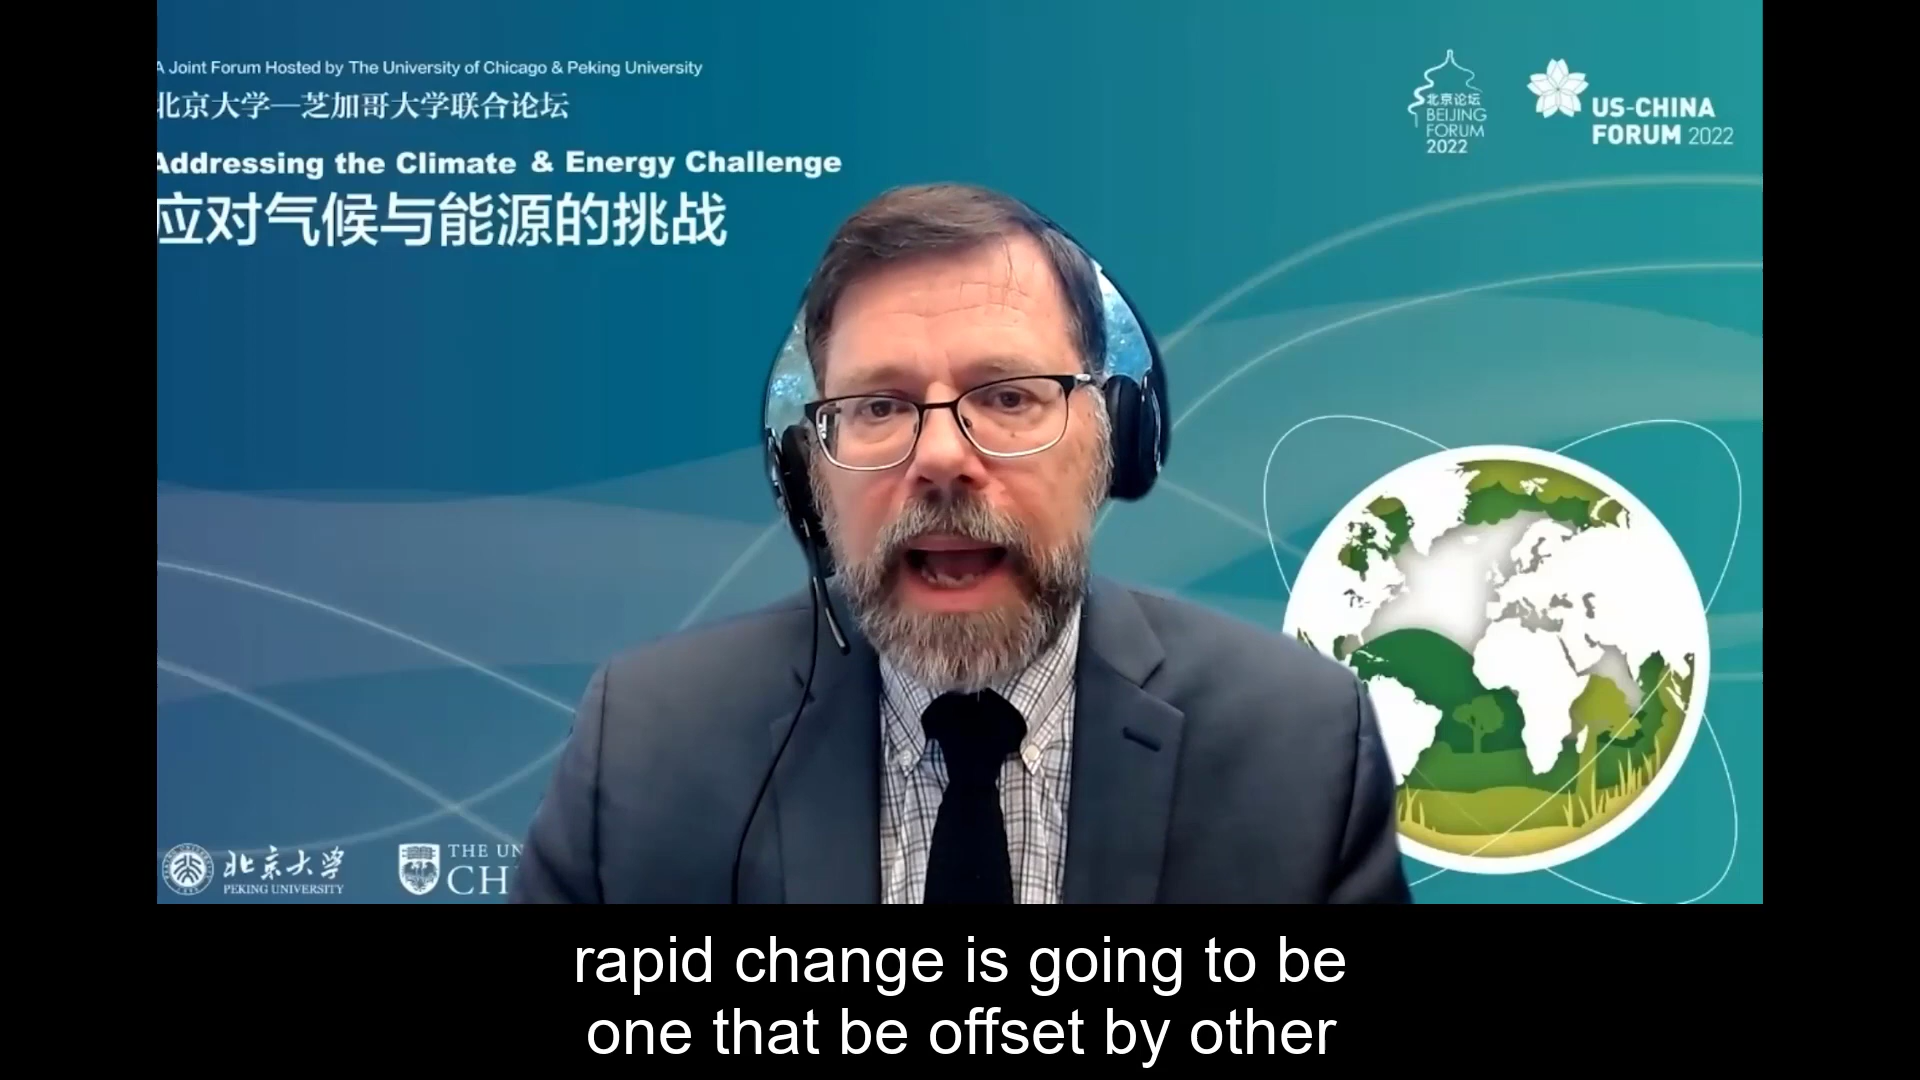 A Joint Forum Hosted by The University of Chicago & Peking University
北京大学—芝加哥大学联合论坛
Addressing the Climate & Energy Challenge
应对气候与能源的挑战
北京论坛
BEIJING
FORUM
2022
US-CHINA
FORUM 2022
北京大学
PEKING UNIVERSITY
THE UN
CH
rapid change is going to be
one that be offset by other